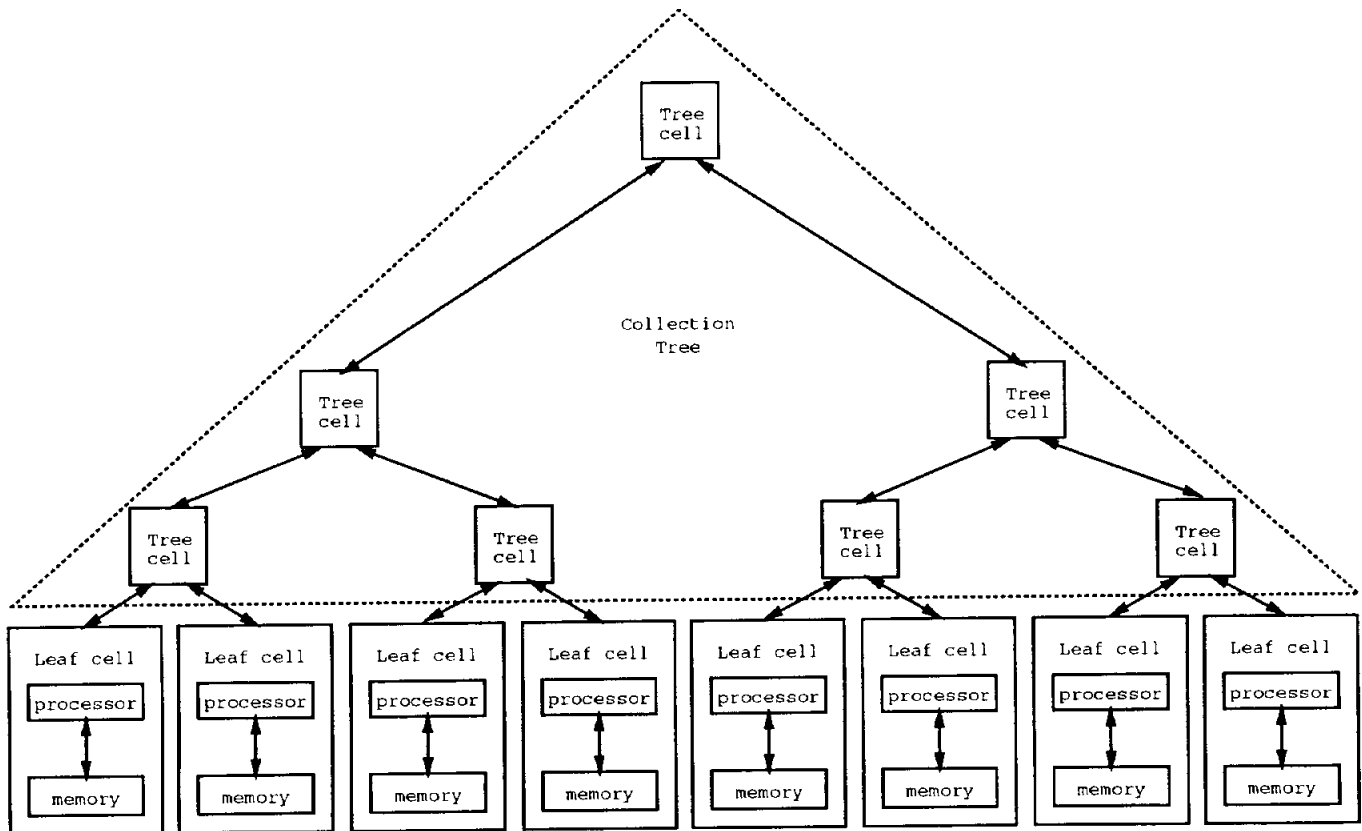 Tree
cell
Collection
Tree
Tree
cell
Tree
cell
Tree
cell
Tree
cell
Tree
cell
Tree
cell
Leaf cell
processor
memory
Leaf cell
processor
memory
Leaf cell
processor
memory
Leaf cell
processor
memory
Leaf cell
processor
memory
Leaf cell
processor
memory
Leaf cell
processor
memory
Leaf cell
processor
memory